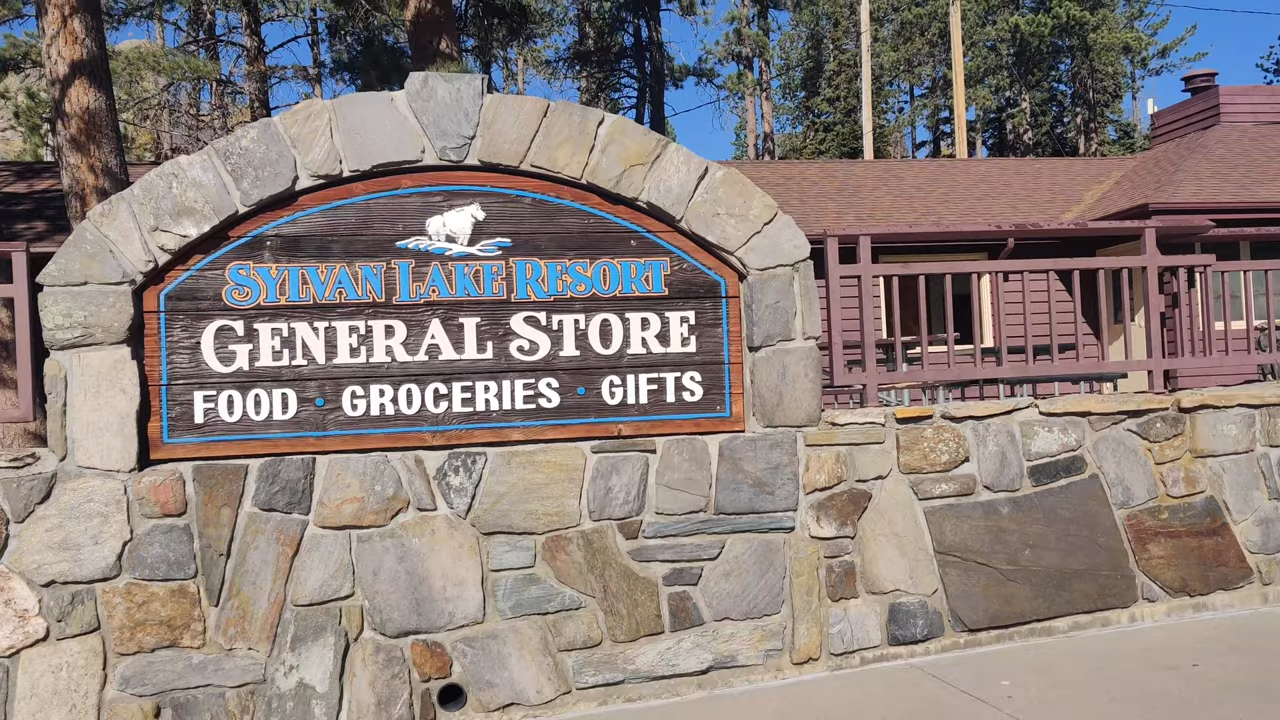 SYLVAN LAKE RESORT
GENERAL STORE
FOOD • GROCERIES • GIFTS